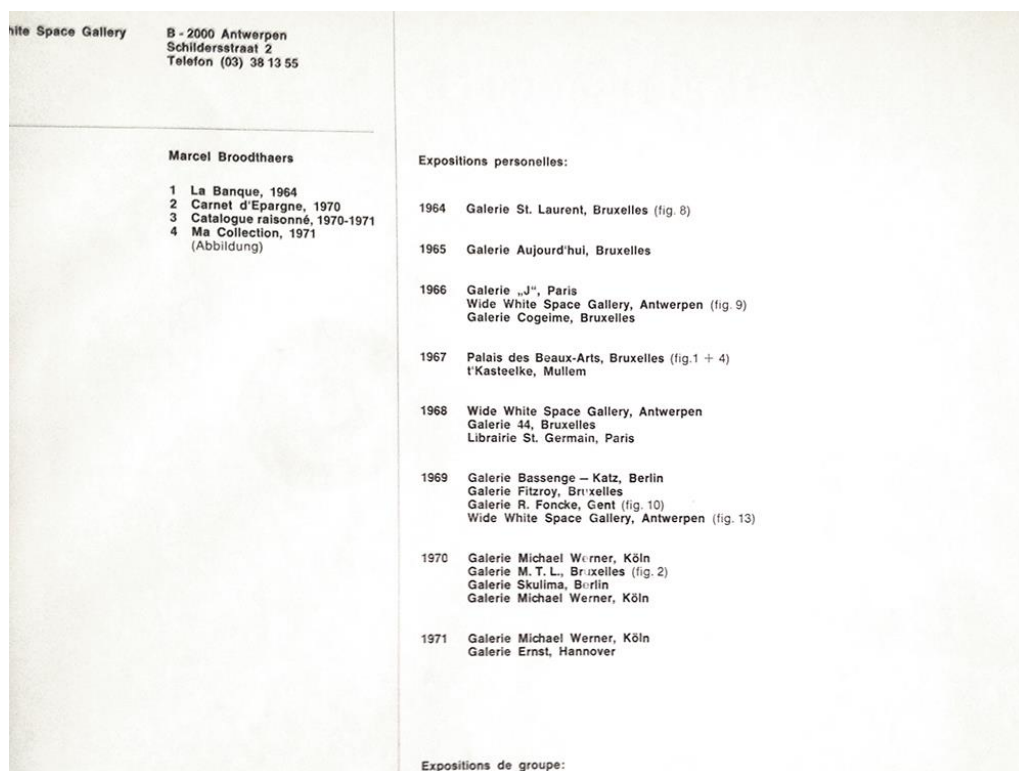 hite Space Gallery
B - 2000 Antwerpen
Schildersstraat 2
Telefon (03) 38 13 55
Marcel Broodthaers
1 La Banque, 1964
2 Carnet d'Epargne, 1970
3 Catalogue raisonné, 1970-1971
4 Ma Collection, 1971
(Abbildung)
Expositions personelles:
1964 Galerie St. Laurent, Bruxelles (fig. 8)
1965 Galerie Aujourd'hui, Bruxelles
1966 Galerie „J“, Paris
Wide White Space Gallery, Antwerpen (fig. 9)
Galerie Cogeime, Bruxelles
1967 Palais des Beaux-Arts, Bruxelles (fig.1 + 4)
t'Kasteelke, Mullem
1968 Wide White Space Gallery, Antwerpen
Galerie 44, Bruxelles
Librairie St. Germain, Paris
1969 Galerie Bassenge – Katz, Berlin
Galerie Fitzroy, Bruxelles
Galerie R. Foncke, Gent (fig. 10)
Wide White Space Gallery, Antwerpen (fig. 13)
1970 Galerie Michael Werner, Köln
Galerie M. T. L., Bruxelles (fig. 2)
Galerie Skulima, Berlin
Galerie Michael Werner, Köln
1971 Galerie Michael Werner, Köln
Galerie Ernst, Hannover
Expositions de groupe: